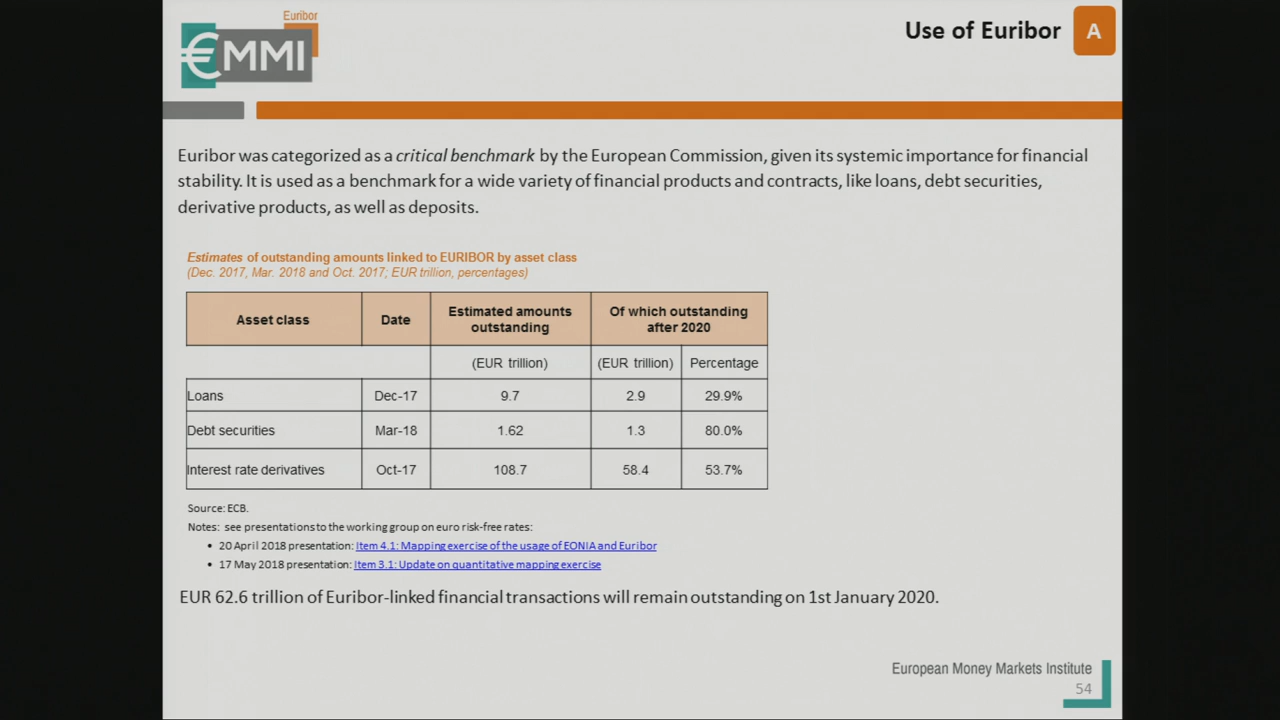 Euribor
€MMI
Use of Euribor
A
Euribor was categorized as a critical benchmark by the European Commission, given its systemic importance for financial
stability. It is used as a benchmark for a wide variety of financial products and contracts, like loans, debt securities,
derivative products, as well as deposits.
Estimates of outstanding amounts linked to EURIBOR by asset class
(Dec. 2017, Mar. 2018 and Oct. 2017; EUR trillion, percentages)
Asset class Date Estimated amounts outstanding Of which outstanding after 2020
(EUR trillion) (EUR trillion) Percentage
Loans Dec-17 9.7 2.9 29.9%
Debt securities Mar-18 1.62 1.3 80.0%
Interest rate derivatives Oct-17 108.7 58.4 53.7%
Source: ECB.
Notes: see presentations to the working group on euro risk-free rates:
• 20 April 2018 presentation: Item 4.1: Mapping exercise of the usage of EONIA and Euribor
• 17 May 2018 presentation: Item 3.1: Update on quantitative mapping exercise
EUR 62.6 trillion of Euribor-linked financial transactions will remain outstanding on 1st January 2020.
European Money Markets Institute
54